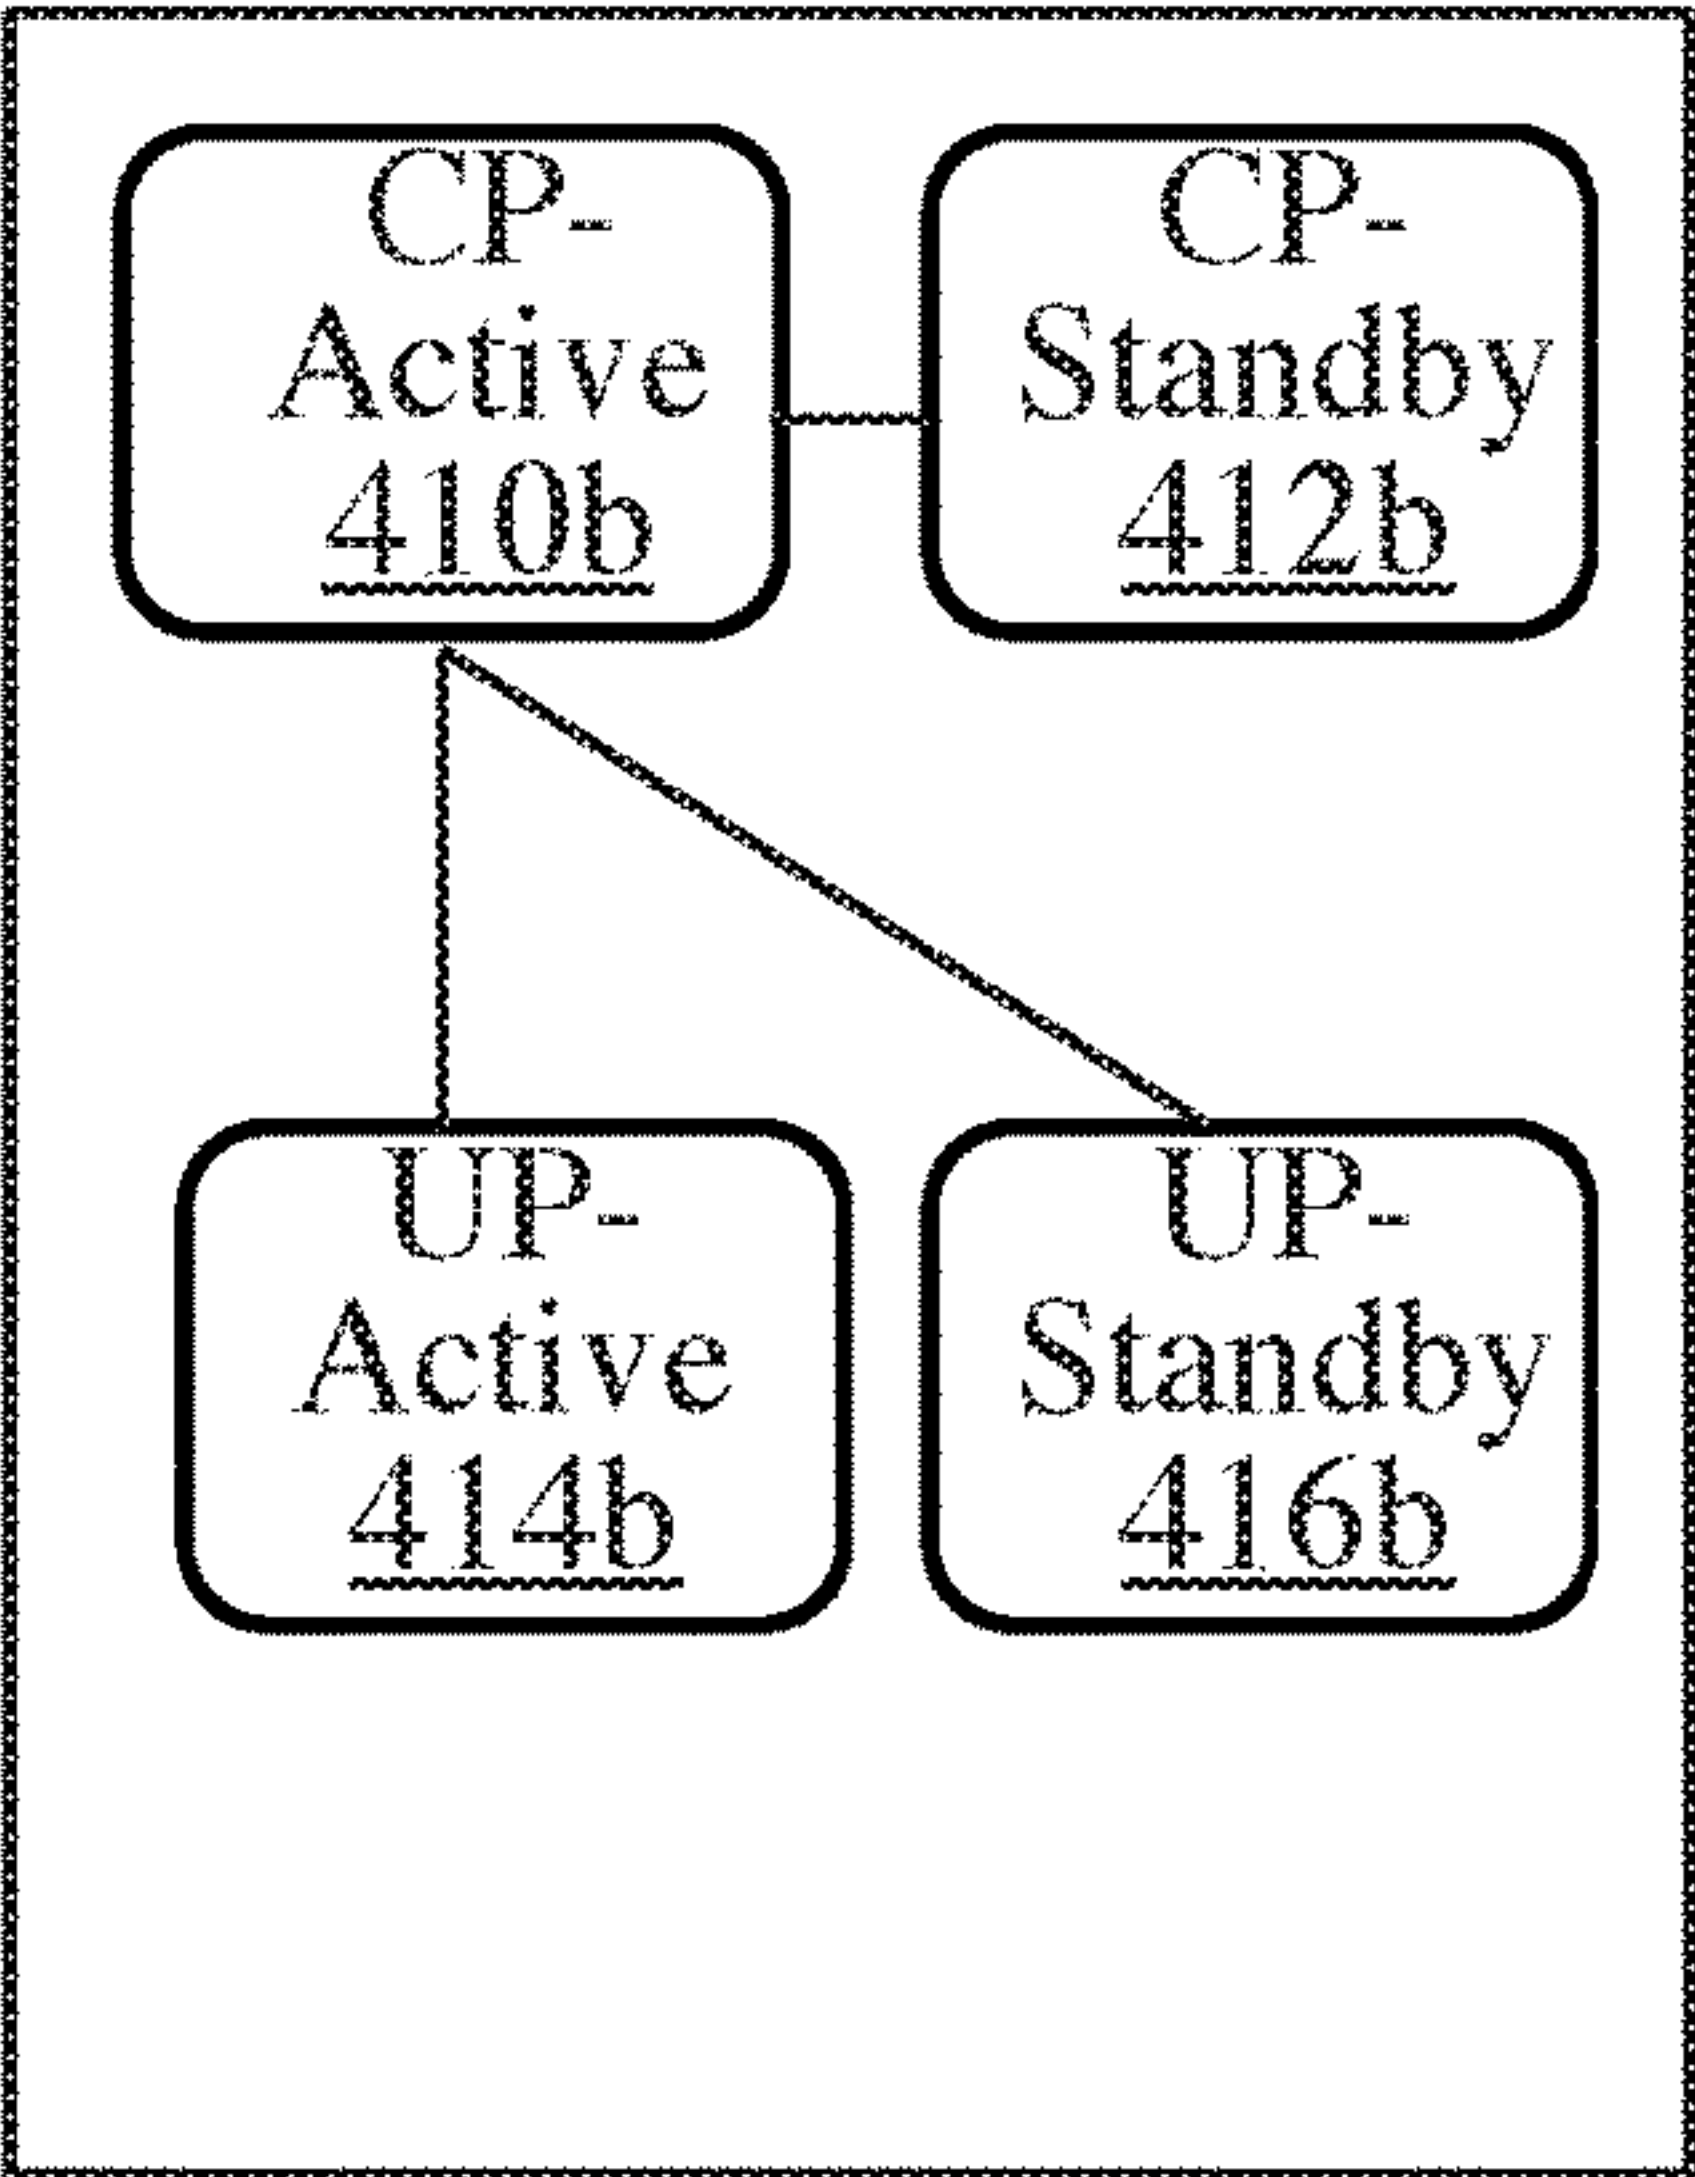 CP-
Active
410b
CP-
Standby
412b
UP-
Active
414b
UP-
Standby
416b